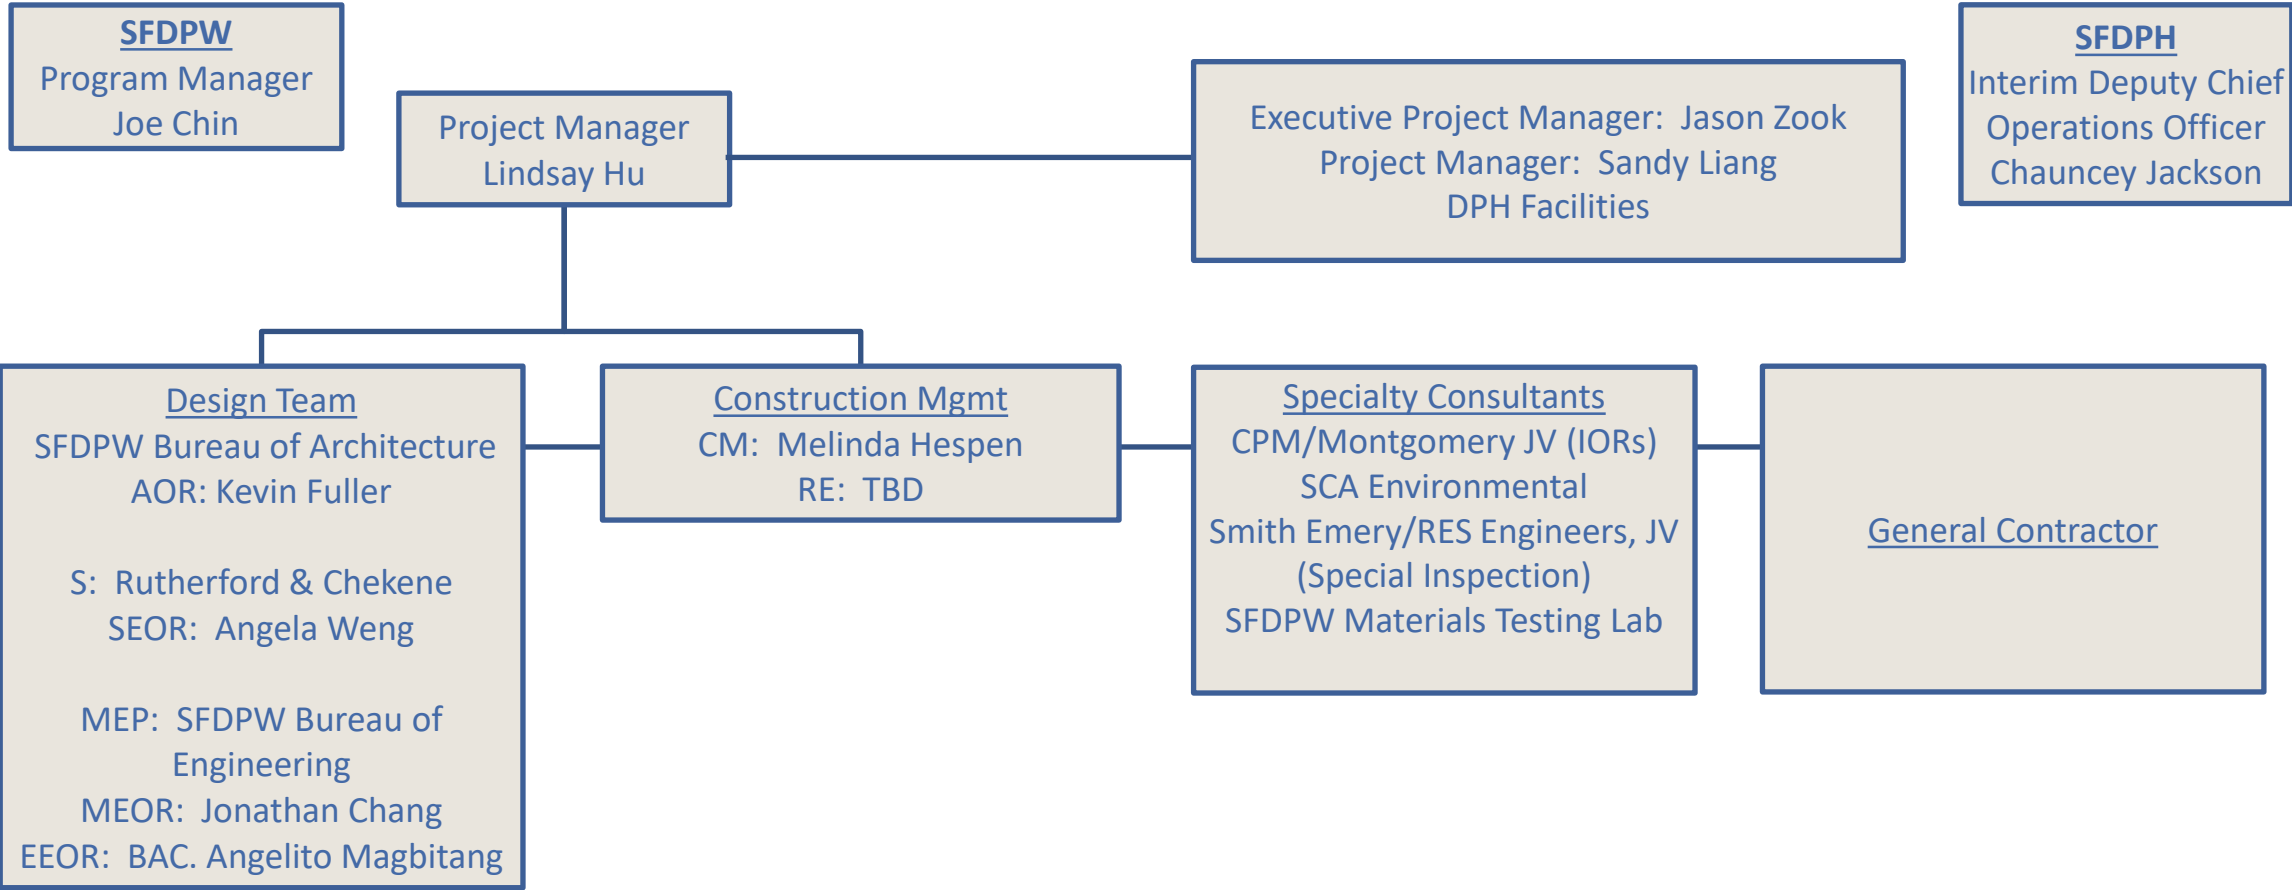 SFDPW
Program Manager
Joe Chin
Project Manager
Lindsay Hu
Executive Project Manager:  Jason Zook
Project Manager:  Sandy Liang
DPH Facilities
SFDPH
Interim Deputy Chief
Operations Officer
Chauncey Jackson
Design Team
SFDPW Bureau of Architecture
AOR: Kevin Fuller
S:  Rutherford & Chekene
SEOR:  Angela Weng
MEP:  SFDPW Bureau of
Engineering
MEOR:  Jonathan Chang
EEOR:  BAC. Angelito Magbitang
Construction Mgmt
CM:  Melinda Hespen
RE:  TBD
Specialty Consultants
CPM/Montgomery JV (IORs)
SCA Environmental
Smith Emery/RES Engineers, JV
(Special Inspection)
SFDPW Materials Testing Lab
General Contractor